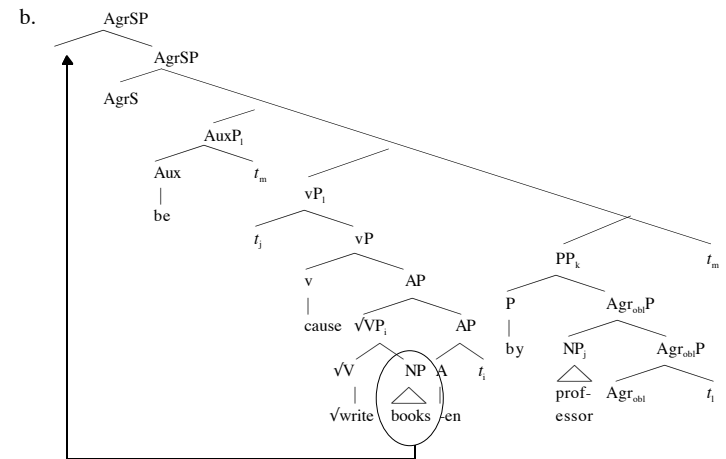 b. AgrSP
AgrSP
AgrS
AuxP₁
Aux tₘ
be
vP₁
tⱼ vP
v AP
cause √VPᵢ AP
√V NP A tᵢ
√write books -en
PPₖ tₘ
P AgrₒblP
by NPⱼ AgrₒblP
prof- Agrₒbl t₁
essor